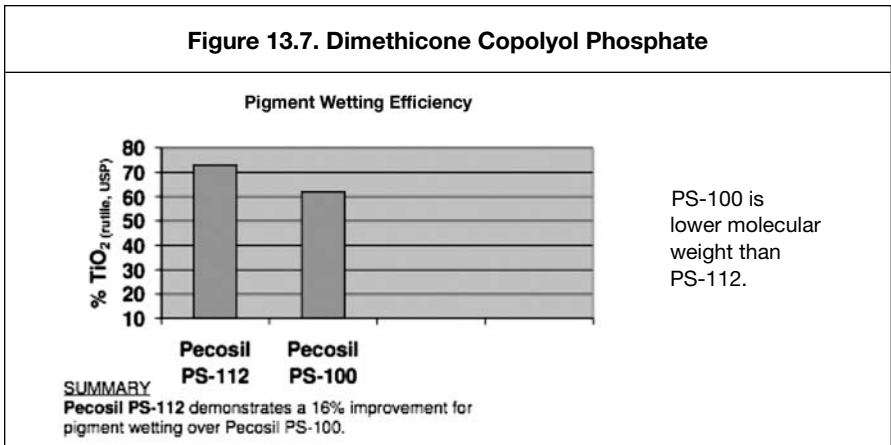 Figure 13.7. Dimethicone Copolyol Phosphate
Pigment Wetting Efficiency
% TiO2 (rutile, USP)
80
70
60
50
40
30
20
10
Pecosil PS-112
Pecosil PS-100
PS-100 is
lower molecular
weight than
PS-112.
SUMMARY
Pecosil PS-112 demonstrates a 16% improvement for
pigment wetting over Pecosil PS-100.